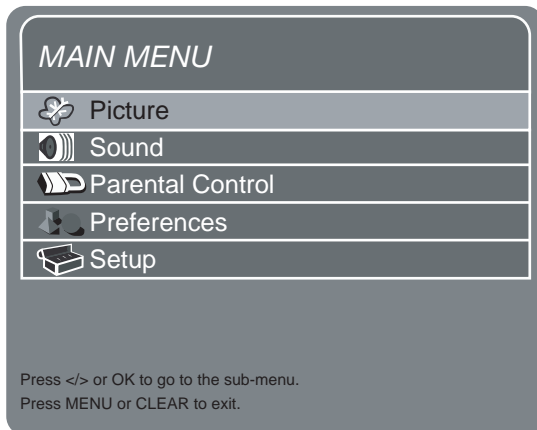 MAIN MENU
Picture
Sound
Parental Control
Preferences
Setup
Press </> or OK to go to the sub-menu.
Press MENU or CLEAR to exit.